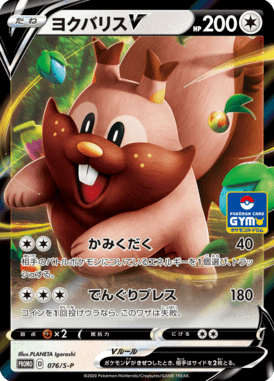 たね ヨクバリスV HP200
POKÉMON CARD
GYM
ポケモンカードジム
かみくだく 40
相手のバトルポケモンについているエネルギーを1個選び、トラッ
シュする。
でんぐりプレス 180
コインを1回投げウラなら、このワザは失敗。
弱点 ×2 抵抗力 にげる
Illus. PLANETA Igarashi
Vルール
ポケモンVがきぜつしたとき、相手はサイドを2枚とる。
PROMO D 076/S-P
©2020 Pokémon/Nintendo/Creatures/GAME FREAK